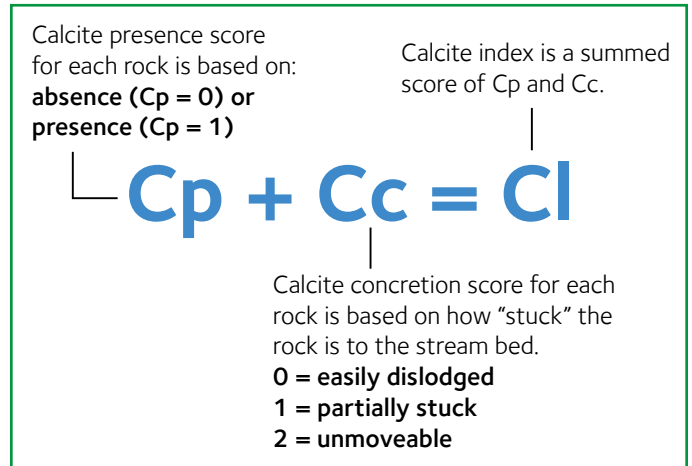 Calcite presence score
for each rock is based on:
absence (Cp = 0) or
presence (Cp = 1)
Calcite index is a summed
score of Cp and Cc.
Cp + Cc = CI
Calcite concretion score for each
rock is based on how “stuck” the
rock is to the stream bed.
0 = easily dislodged
1 = partially stuck
2 = unmoveable